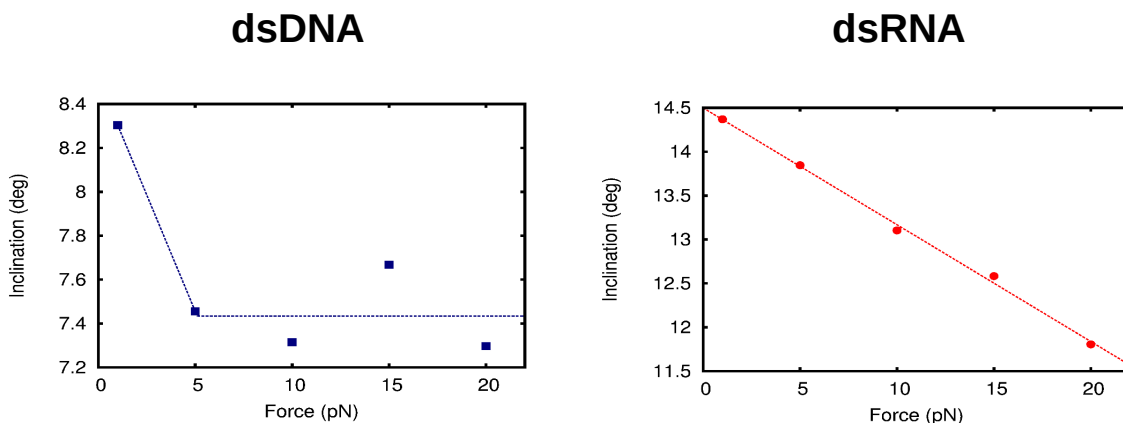 dsDNA
dsRNA
8.4
8.2
8
7.8
7.6
7.4
7.2
Inclination (deg)
0 5 10 15 20
Force (pN)
14.5
14
13.5
13
12.5
12
11.5
Inclination (deg)
0 5 10 15 20
Force (pN)